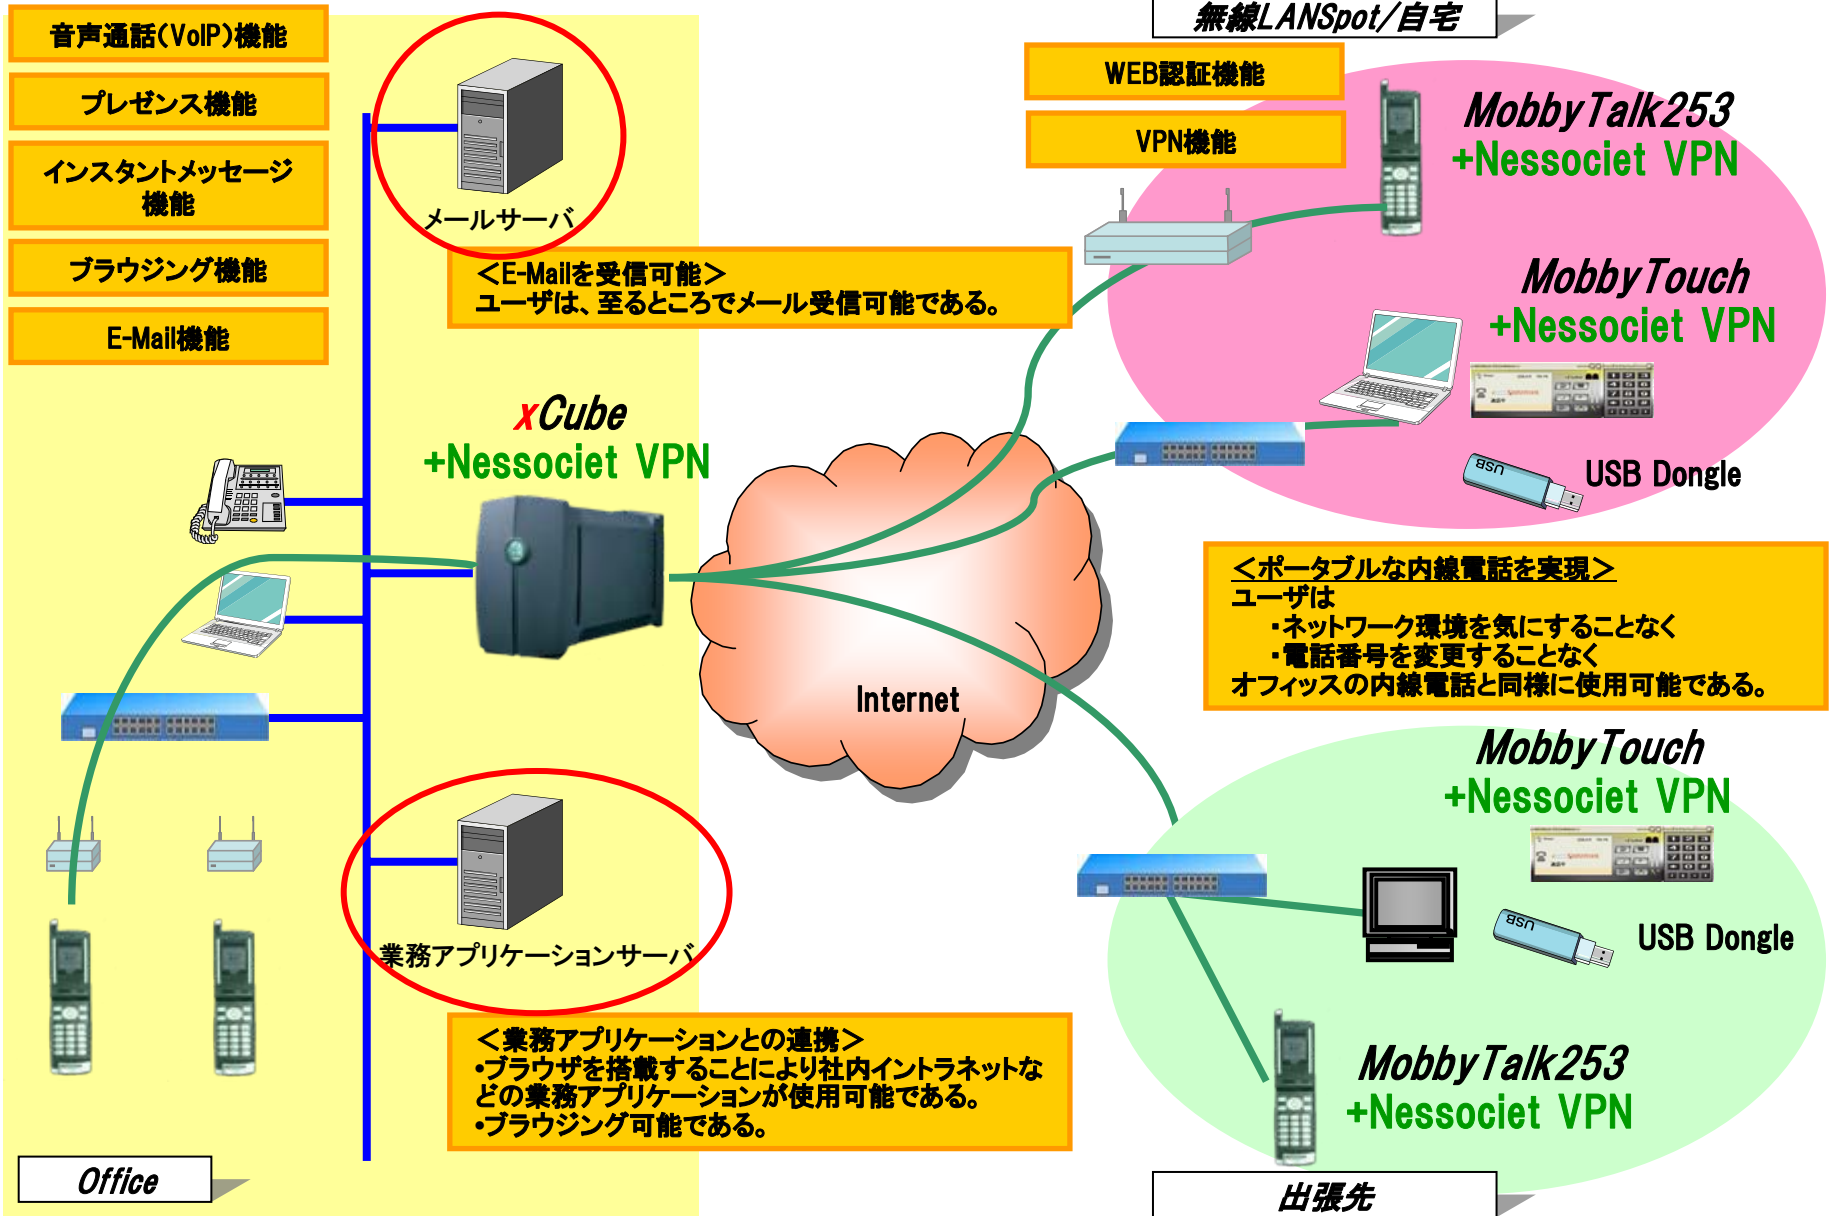 音声通話(VoIP)機能
プレゼンス機能
インスタントメッセージ
機能
ブラウジング機能
E-Mail機能
メールサーバ
<E-Mailを受信可能>
ユーザは、至るところでメール受信可能である。
xCube
+Nessociet VPN
Internet
業務アプリケーションサーバ
<業務アプリケーションとの連携>
•ブラウザを搭載することにより社内イントラネットな
どの業務アプリケーションが使用可能である。
•ブラウジング可能である。
Office
無線LANSpot/自宅
WEB認証機能
VPN機能
MobbyTalk253
+Nessociet VPN
MobbyTouch
+Nessociet VPN
USB
USB Dongle
<ポータブルな内線電話を実現>
ユーザは
・ネットワーク環境を気にすることなく
・電話番号を変更することなく
オフィッスの内線電話と同様に使用可能である。
MobbyTouch
+Nessociet VPN
USB
USB Dongle
MobbyTalk253
+Nessociet VPN
出張先